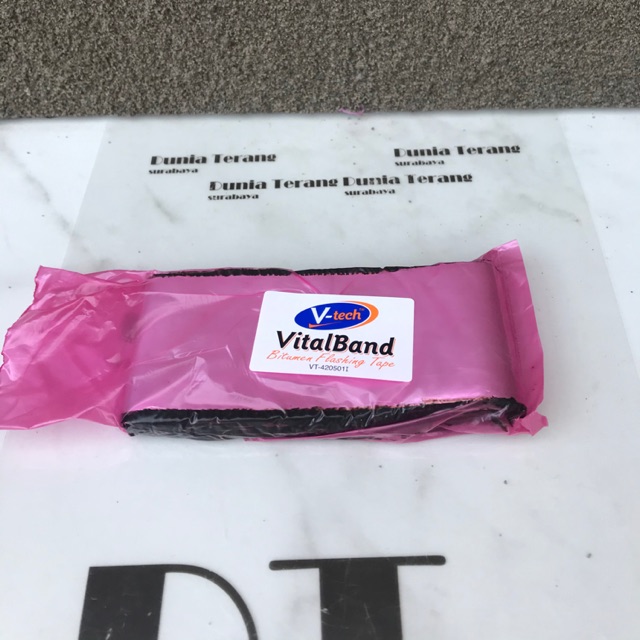 Dunia Terang
surabaya
Dunia Terang
surabaya
Dunia Terang
surabaya
Dunia Terang
surabaya
V-tech
VitalBand
Bitumen Flashing Tape
VT-4205011